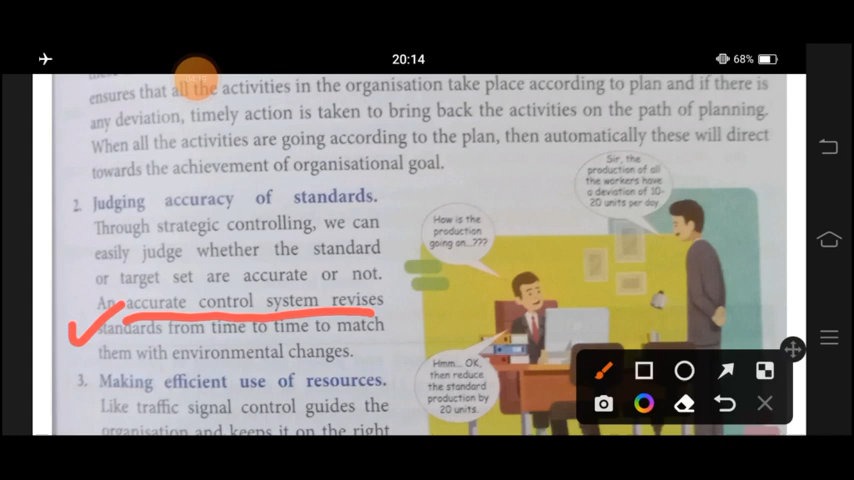 20:14
68%
ensures that all the activities in the organisation take place according to plan and if there is
any deviation, timely action is taken to bring back the activities on the path of planning.
When all the activities are going according to the plan, then automatically these will direct
towards the achievement of organisational goal.
2. Judging accuracy of standards.
Through strategic controlling, we can
easily judge whether the standard
or target set are accurate or not.
An accurate control system revises
standards from time to time to match
them with environmental changes.
3. Making efficient use of resources.
Like traffic signal control guides the
organisation and keeps it on the right
How is the
production
going on...???
Sir, the
production of all
the workers have
a deviation of 10-
20 units per day.
Hmm... OK,
then reduce
the standard
production by
20 units.